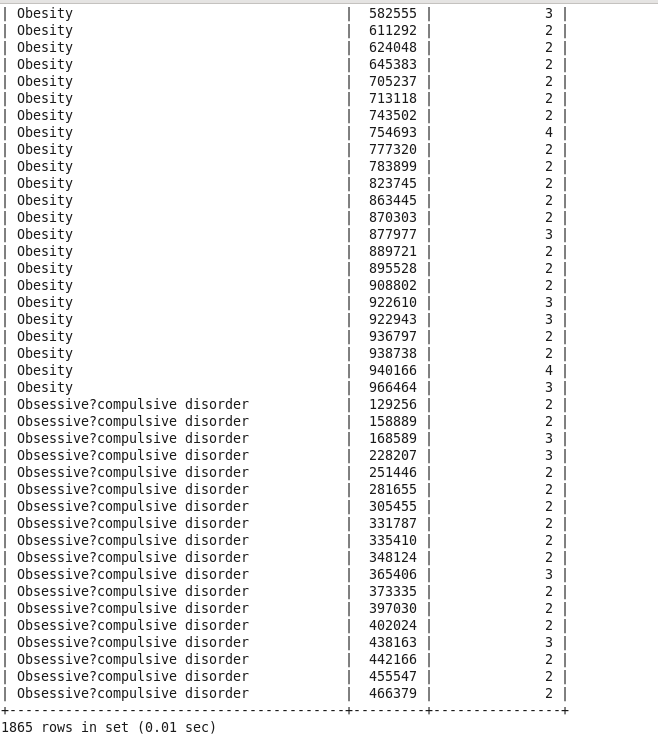 | Obesity | 582555 | 3 |
| Obesity | 611292 | 2 |
| Obesity | 624048 | 2 |
| Obesity | 645383 | 2 |
| Obesity | 705237 | 2 |
| Obesity | 713118 | 2 |
| Obesity | 743502 | 2 |
| Obesity | 754693 | 4 |
| Obesity | 777320 | 2 |
| Obesity | 783899 | 2 |
| Obesity | 823745 | 2 |
| Obesity | 863445 | 2 |
| Obesity | 870303 | 2 |
| Obesity | 877977 | 3 |
| Obesity | 889721 | 2 |
| Obesity | 895528 | 2 |
| Obesity | 908802 | 2 |
| Obesity | 922610 | 3 |
| Obesity | 922943 | 3 |
| Obesity | 936797 | 2 |
| Obesity | 938738 | 2 |
| Obesity | 940166 | 4 |
| Obesity | 966464 | 3 |
| Obsessive?compulsive disorder | 129256 | 2 |
| Obsessive?compulsive disorder | 158889 | 2 |
| Obsessive?compulsive disorder | 168589 | 3 |
| Obsessive?compulsive disorder | 228207 | 3 |
| Obsessive?compulsive disorder | 251446 | 2 |
| Obsessive?compulsive disorder | 281655 | 2 |
| Obsessive?compulsive disorder | 305455 | 2 |
| Obsessive?compulsive disorder | 331787 | 2 |
| Obsessive?compulsive disorder | 335410 | 2 |
| Obsessive?compulsive disorder | 348124 | 2 |
| Obsessive?compulsive disorder | 365406 | 3 |
| Obsessive?compulsive disorder | 373335 | 2 |
| Obsessive?compulsive disorder | 397030 | 2 |
| Obsessive?compulsive disorder | 402024 | 2 |
| Obsessive?compulsive disorder | 438163 | 3 |
| Obsessive?compulsive disorder | 442166 | 2 |
| Obsessive?compulsive disorder | 455547 | 2 |
| Obsessive?compulsive disorder | 466379 | 2 |
+------------------------------------------+---------+----------------+
1865 rows in set (0.01 sec)